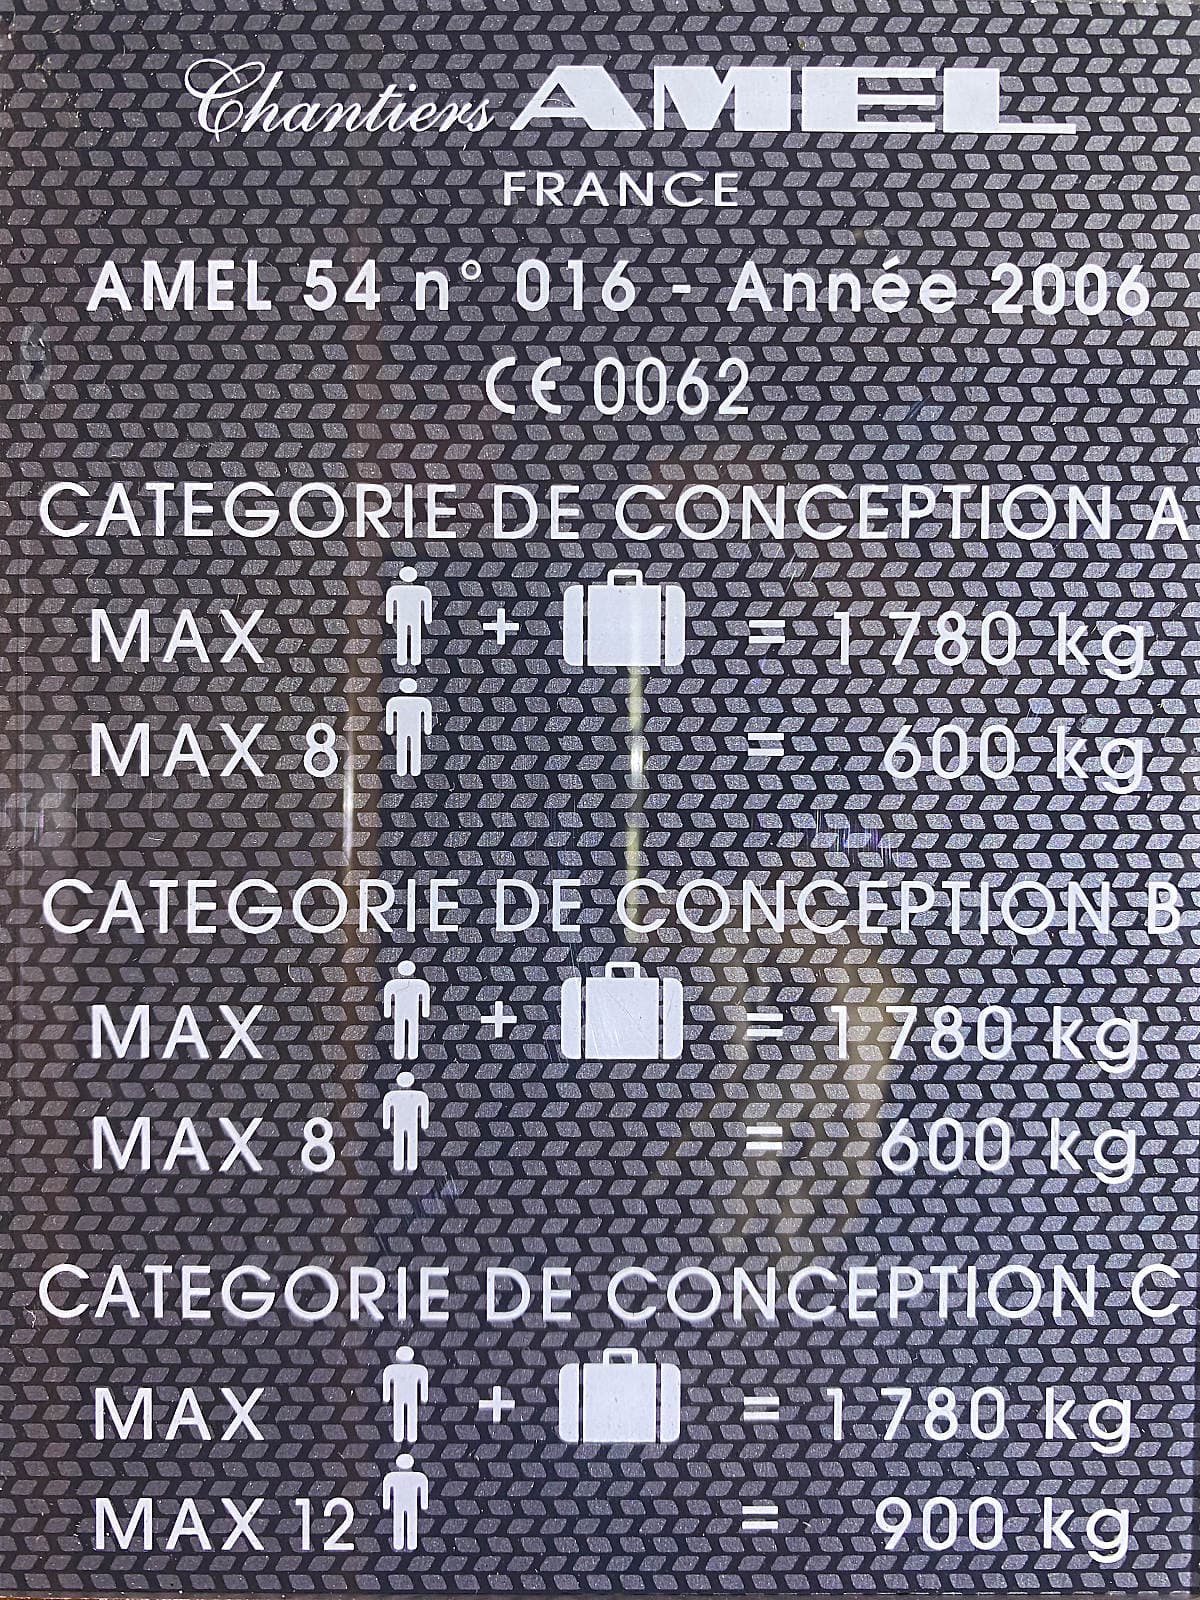 Chantiers AMEL
FRANCE
AMEL 54 n° 016 - Année 2006
CE 0062
CATEGORIE DE CONCEPTION A
MAX + = 1 780 kg
MAX 8 = 600 kg
CATEGORIE DE CONCEPTION B
MAX + = 1 780 kg
MAX 8 = 600 kg
CATEGORIE DE CONCEPTION C
MAX + = 1 780 kg
MAX 12 = 900 kg